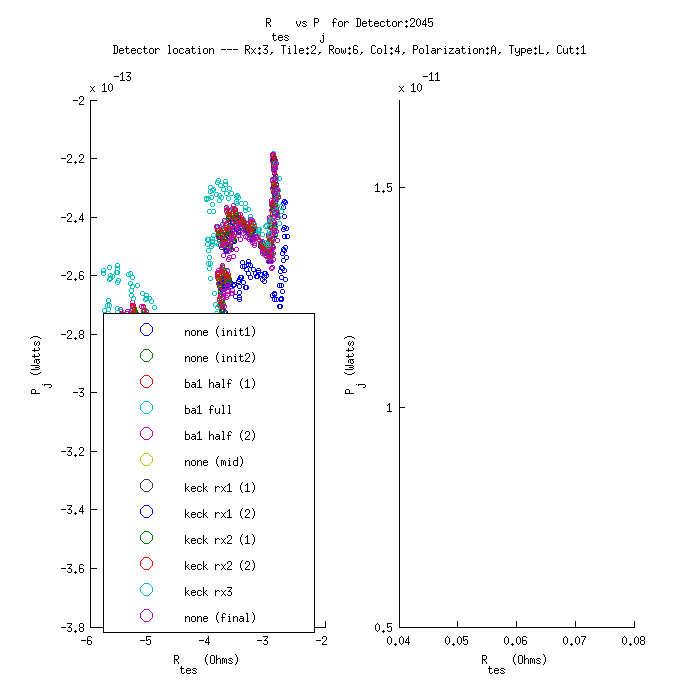 R vs P for Detector:2045
tes j
Detector location --- Rx:3, Tile:2, Row:6, Col:4, Polarization:A, Type:L, Cut:1
x 10^-13
x 10^-11
-2
-2.2
-2.4
-2.6
-2.8
-3
-3.2
-3.4
-3.6
-3.8
P_j (Watts)
none (init1)
none (init2)
ba1 half (1)
ba1 full
ba1 half (2)
none (mid)
keck rx1 (1)
keck rx1 (2)
keck rx2 (1)
keck rx2 (2)
keck rx3
none (final)
-6 -5 -4 -3 -2
R_tes (Ohms)
1.5
1
0.5
P_j (Watts)
0.04 0.05 0.06 0.07 0.08
R_tes (Ohms)